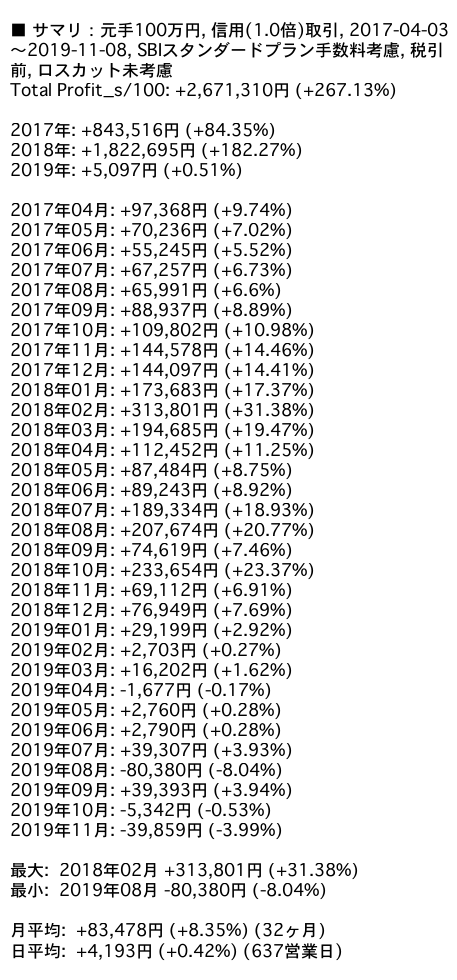 ■ サマリ：元手100万円, 信用(1.0倍)取引, 2017-04-03
〜2019-11-08, SBIスタンダードプラン手数料考慮, 税引
前, ロスカット未考慮
Total Profit_s/100: +2,671,310円 (+267.13%)
2017年: +843,516円 (+84.35%)
2018年: +1,822,695円 (+182.27%)
2019年: +5,097円 (+0.51%)
2017年04月: +97,368円 (+9.74%)
2017年05月: +70,236円 (+7.02%)
2017年06月: +55,245円 (+5.52%)
2017年07月: +67,257円 (+6.73%)
2017年08月: +65,991円 (+6.6%)
2017年09月: +88,937円 (+8.89%)
2017年10月: +109,802円 (+10.98%)
2017年11月: +144,578円 (+14.46%)
2017年12月: +144,097円 (+14.41%)
2018年01月: +173,683円 (+17.37%)
2018年02月: +313,801円 (+31.38%)
2018年03月: +194,685円 (+19.47%)
2018年04月: +112,452円 (+11.25%)
2018年05月: +87,484円 (+8.75%)
2018年06月: +89,243円 (+8.92%)
2018年07月: +189,334円 (+18.93%)
2018年08月: +207,674円 (+20.77%)
2018年09月: +74,619円 (+7.46%)
2018年10月: +233,654円 (+23.37%)
2018年11月: +69,112円 (+6.91%)
2018年12月: +76,949円 (+7.69%)
2019年01月: +29,199円 (+2.92%)
2019年02月: +2,703円 (+0.27%)
2019年03月: +16,202円 (+1.62%)
2019年04月: -1,677円 (-0.17%)
2019年05月: +2,760円 (+0.28%)
2019年06月: +2,790円 (+0.28%)
2019年07月: +39,307円 (+3.93%)
2019年08月: -80,380円 (-8.04%)
2019年09月: +39,393円 (+3.94%)
2019年10月: -5,342円 (-0.53%)
2019年11月: -39,859円 (-3.99%)
最大: 2018年02月 +313,801円 (+31.38%)
最小: 2019年08月 -80,380円 (-8.04%)
月平均: +83,478円 (+8.35%) (32ヶ月)
日平均: +4,193円 (+0.42%) (637営業日)